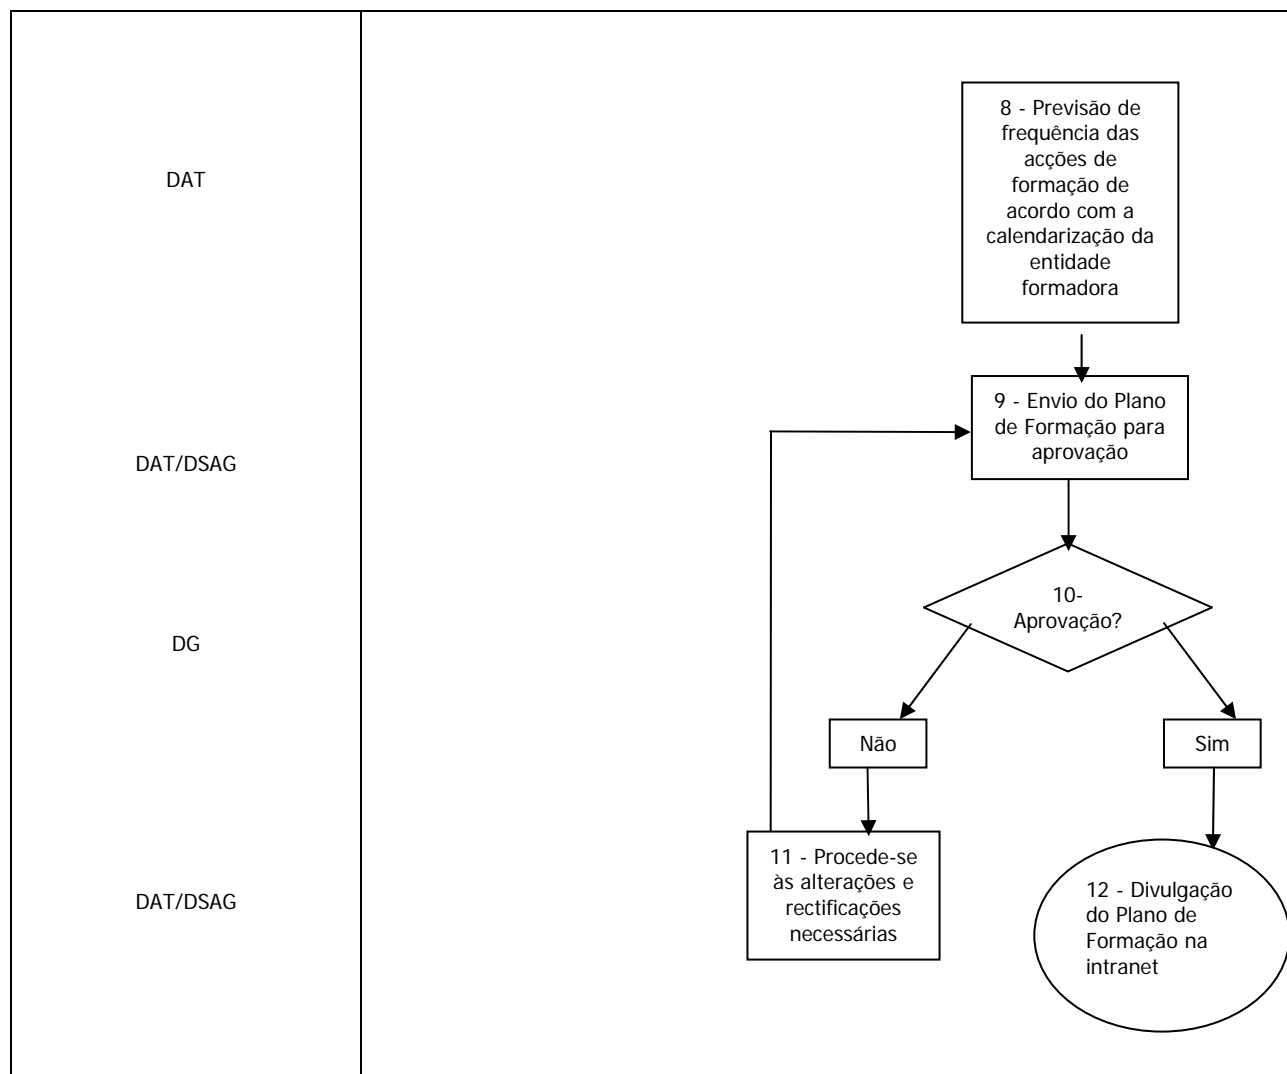 DAT
8 - Previsão de
frequência das
acções de
formação de
acordo com a
calendarização da
entidade
formadora
DAT/DSAG
9 - Envio do Plano
de Formação para
aprovação
DG
10-
Aprovação?
Não
Sim
DAT/DSAG
11 - Procede-se
às alterações e
rectificações
necessárias
12 - Divulgação
do Plano de
Formação na
intranet